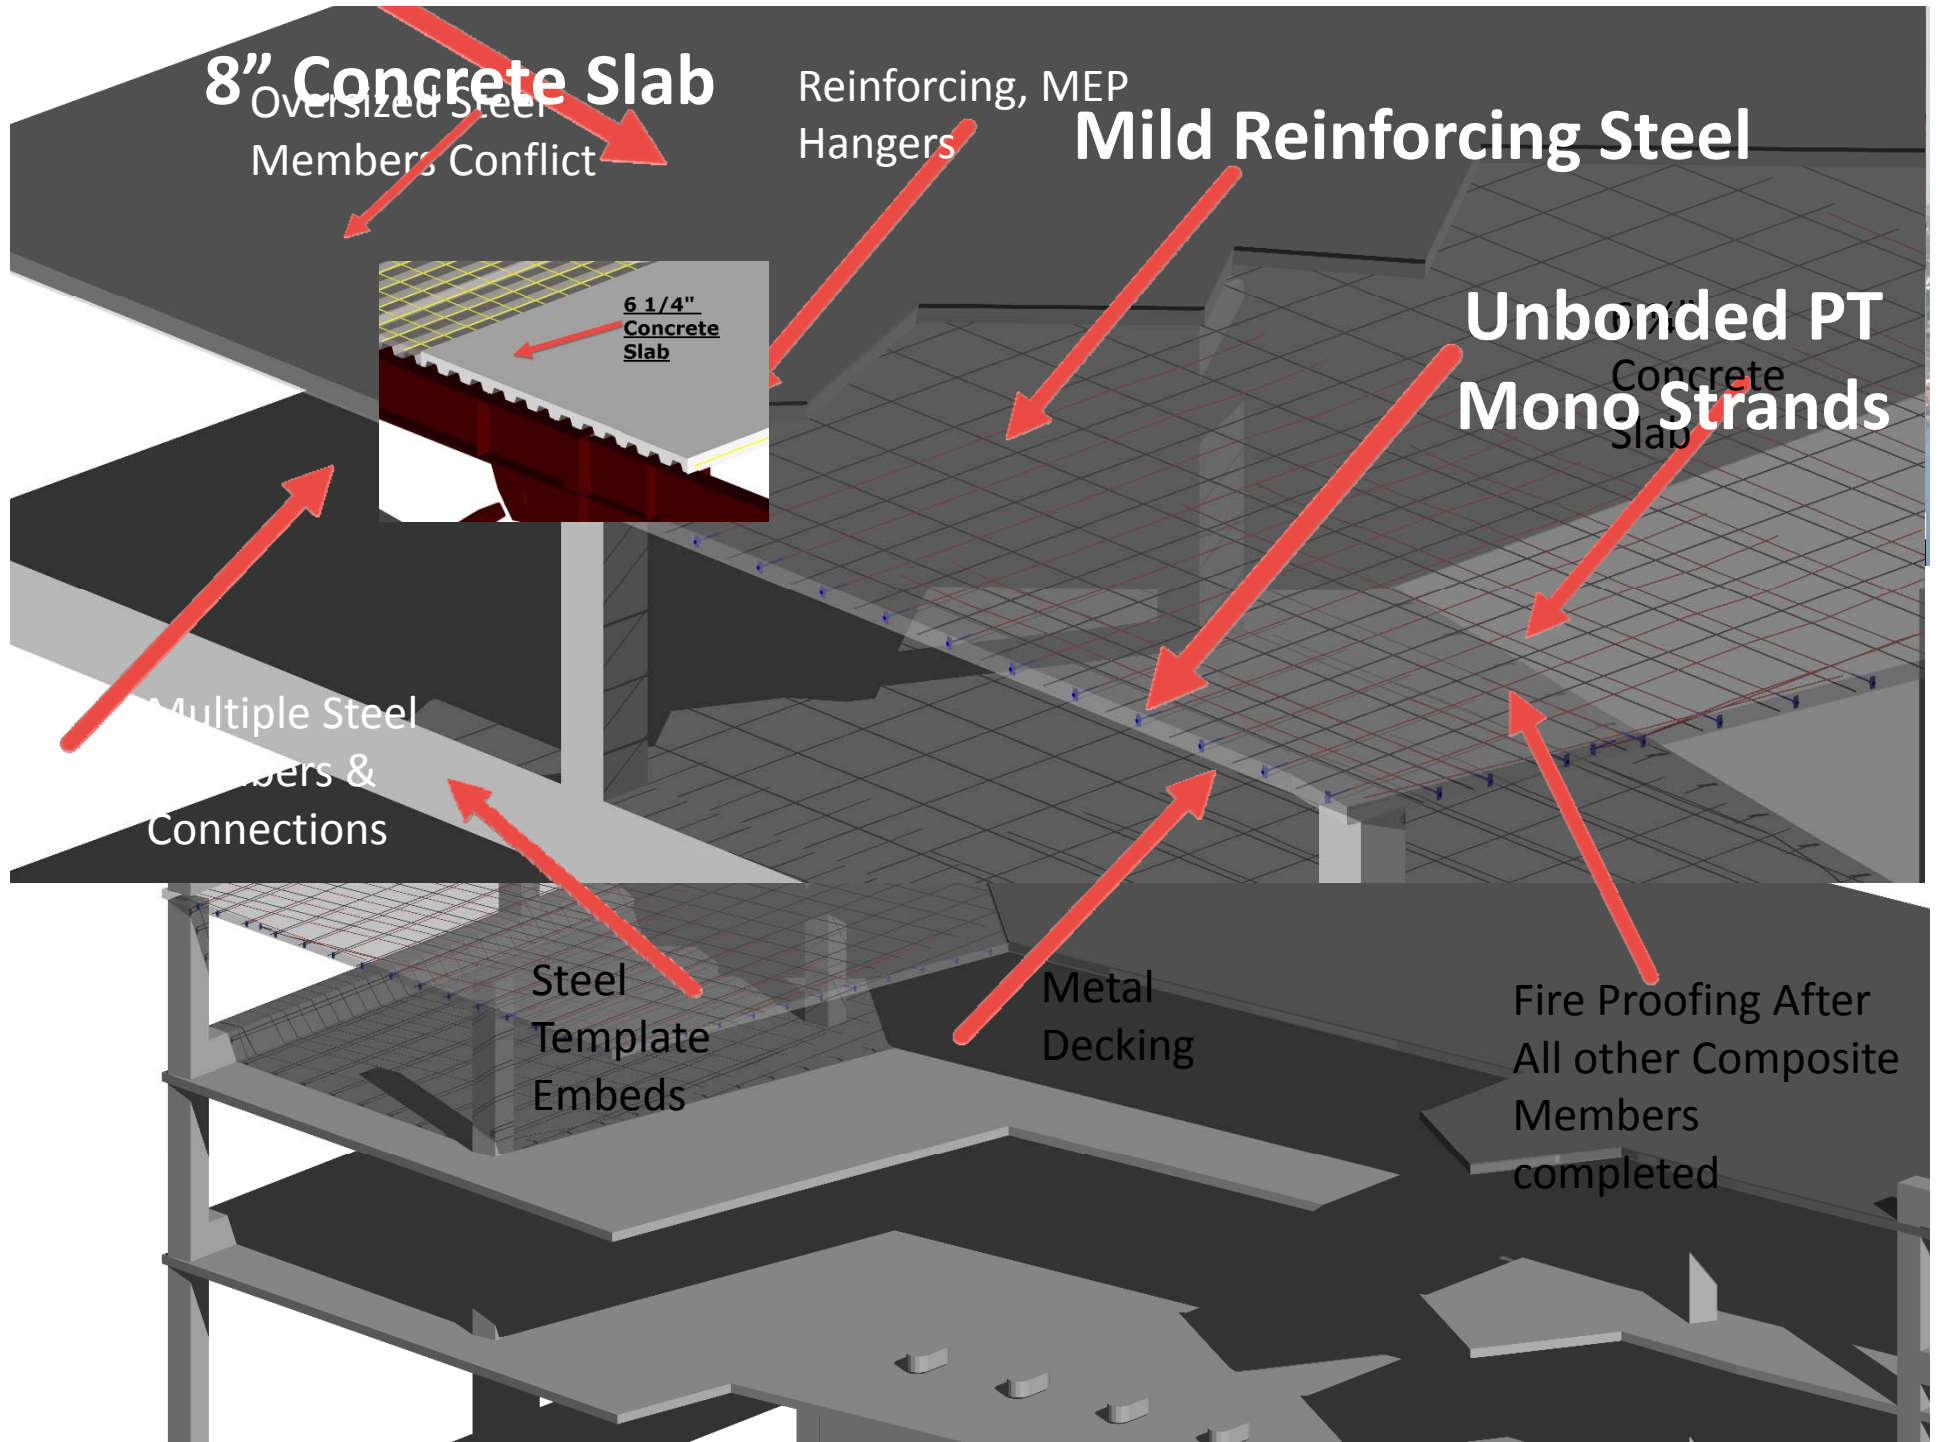 8” Concrete Slab
Oversized Steel
Members Conflict
Reinforcing, MEP
Hangers
Mild Reinforcing Steel
6 1/4"
Concrete
Slab
Unbonded PT
Mono Strands
Concrete
Slab
Multiple Steel
&
Connections
Steel
Template
Embeds
Metal
Decking
Fire Proofing After
All other Composite
Members
completed